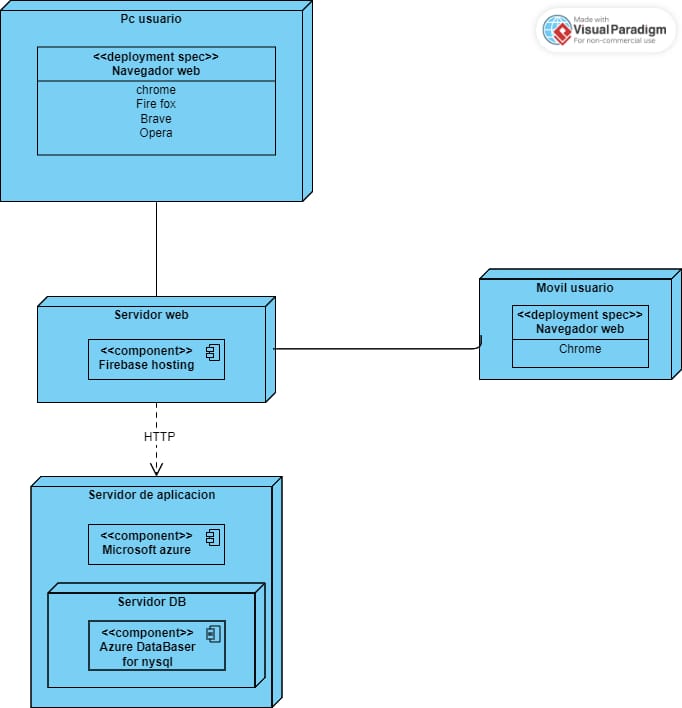 Pc usuario
<<deployment spec>>
Navegador web
chrome
Fire fox
Brave
Opera
Made with
Visual Paradigm
For non-commercial use
Servidor web
<<component>>
Firebase hosting
Movil usuario
<<deployment spec>>
Navegador web
Chrome
HTTP
Servidor de aplicacion
<<component>>
Microsoft azure
Servidor DB
<<component>>
Azure DataBaser
for nysql